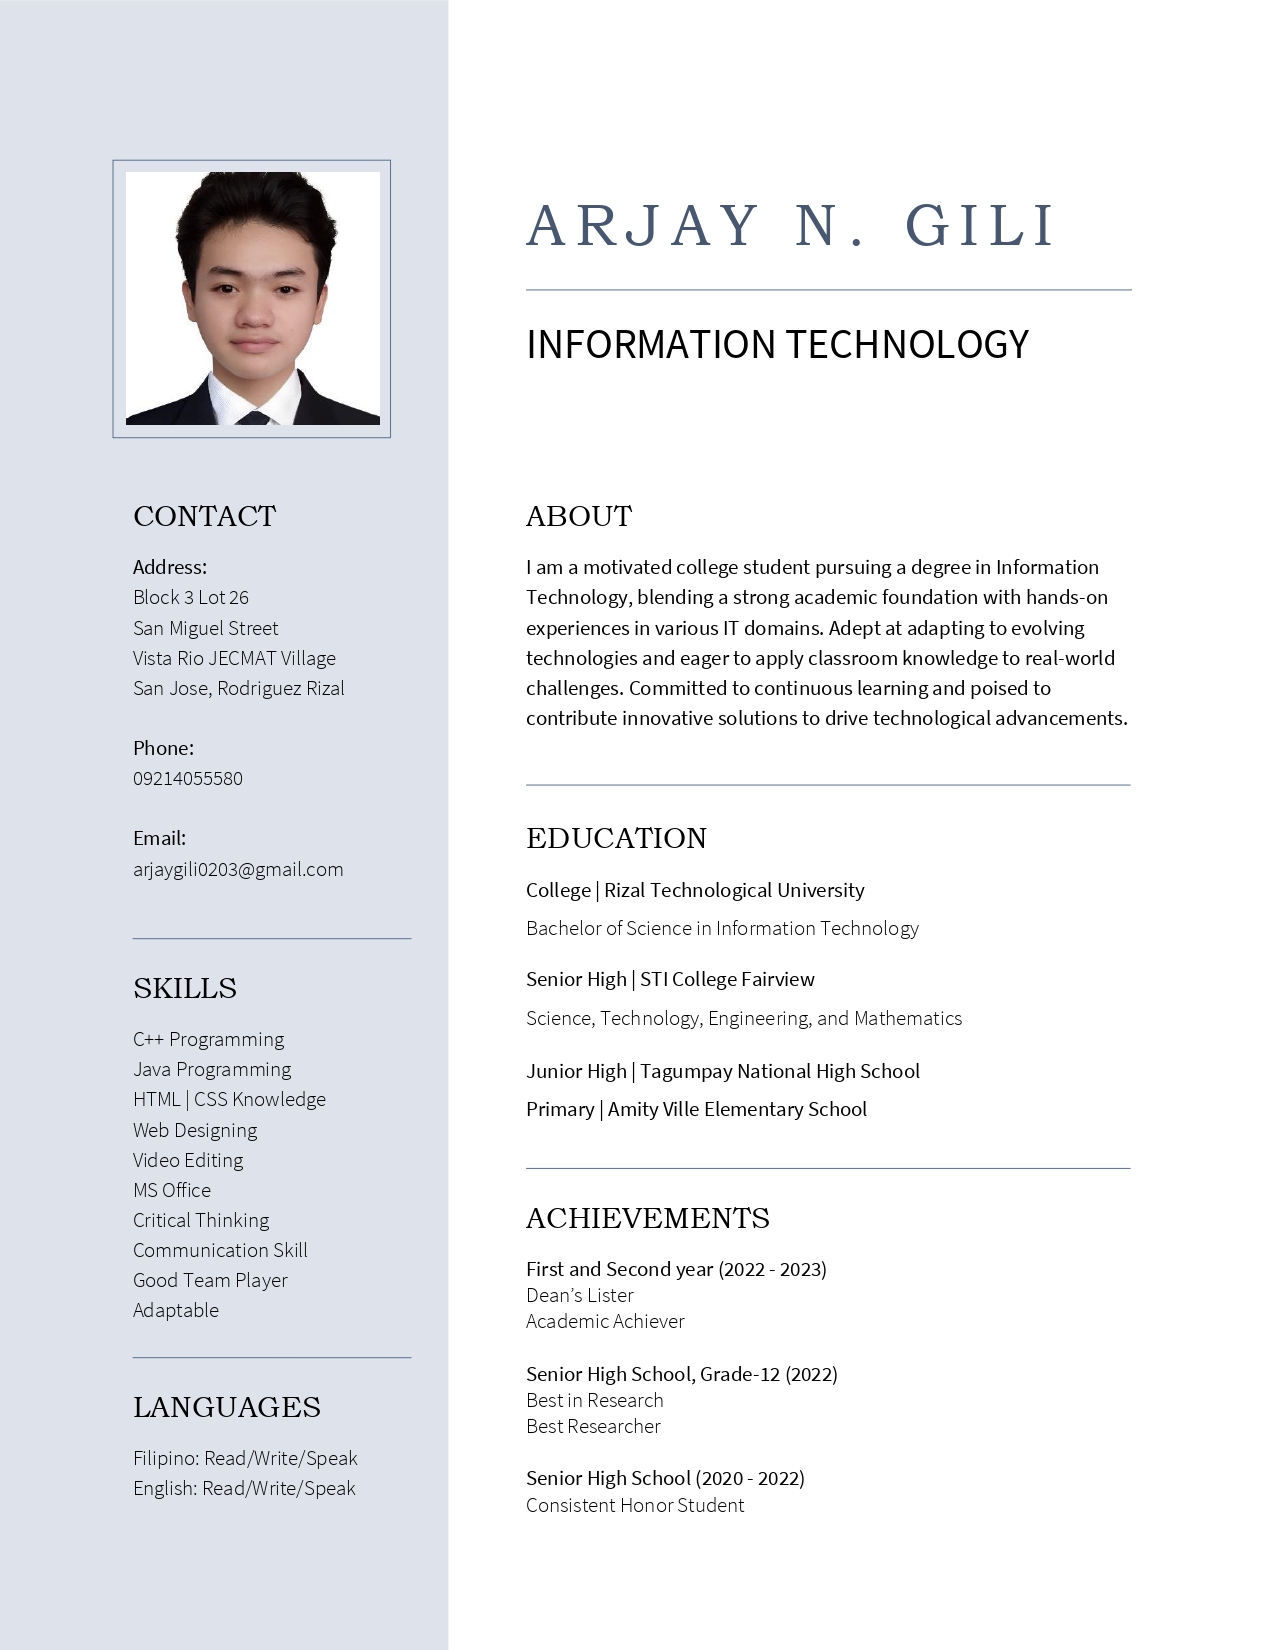 ARJAY N. GILI
INFORMATION TECHNOLOGY
CONTACT
Address:
Block 3 Lot 26
San Miguel Street
Vista Rio JECMAT Village
San Jose, Rodriguez Rizal
Phone:
09214055580
Email:
arjaygili0203@gmail.com
SKILLS
C++ Programming
Java Programming
HTML | CSS Knowledge
Web Designing
Video Editing
MS Office
Critical Thinking
Communication Skill
Good Team Player
Adaptable
LANGUAGES
Filipino: Read/Write/Speak
English: Read/Write/Speak
ABOUT
I am a motivated college student pursuing a degree in Information
Technology, blending a strong academic foundation with hands-on
experiences in various IT domains. Adept at adapting to evolving
technologies and eager to apply classroom knowledge to real-world
challenges. Committed to continuous learning and poised to
contribute innovative solutions to drive technological advancements.
EDUCATION
College | Rizal Technological University
Bachelor of Science in Information Technology
Senior High | STI College Fairview
Science, Technology, Engineering, and Mathematics
Junior High | Tagumpay National High School
Primary | Amity Ville Elementary School
ACHIEVEMENTS
First and Second year (2022 - 2023)
Dean’s Lister
Academic Achiever
Senior High School, Grade-12 (2022)
Best in Research
Best Researcher
Senior High School (2020 - 2022)
Consistent Honor Student